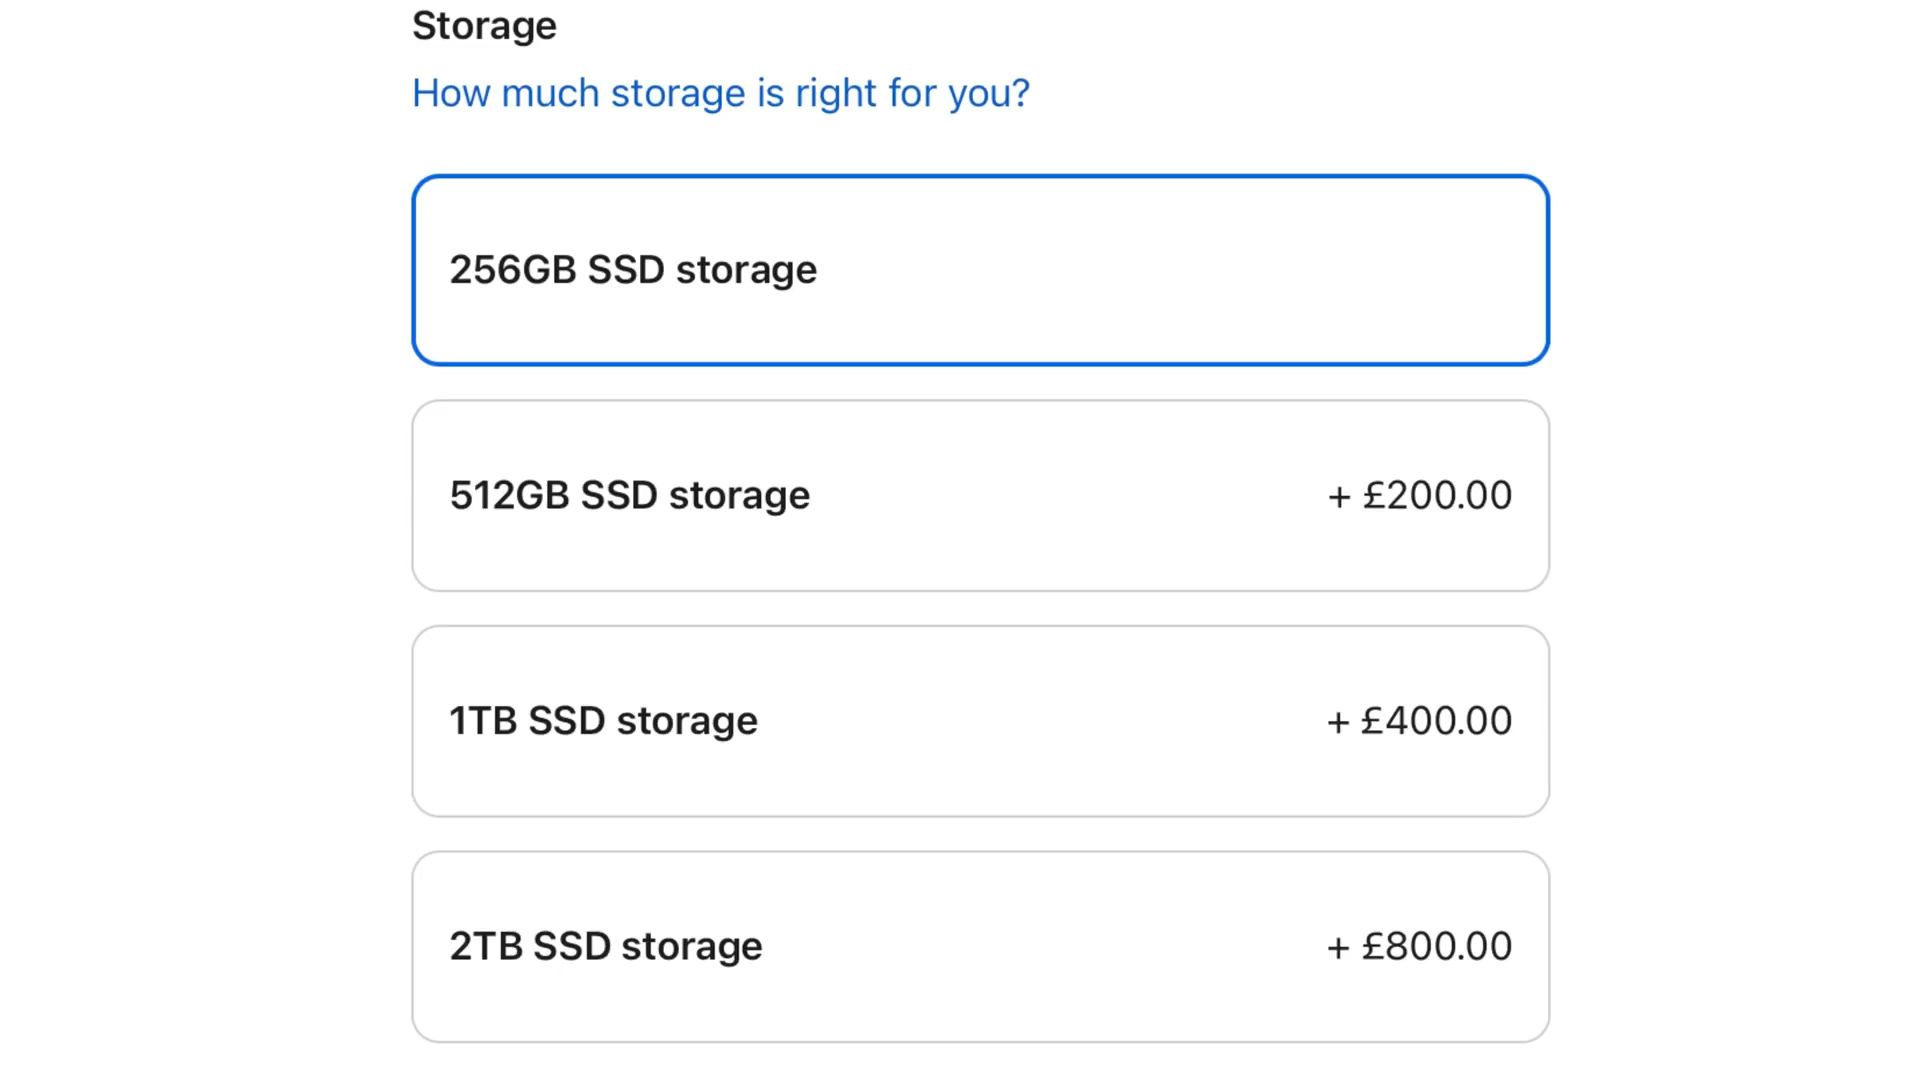 Storage
How much storage is right for you?
256GB SSD storage
512GB SSD storage + £200.00
1TB SSD storage + £400.00
2TB SSD storage + £800.00